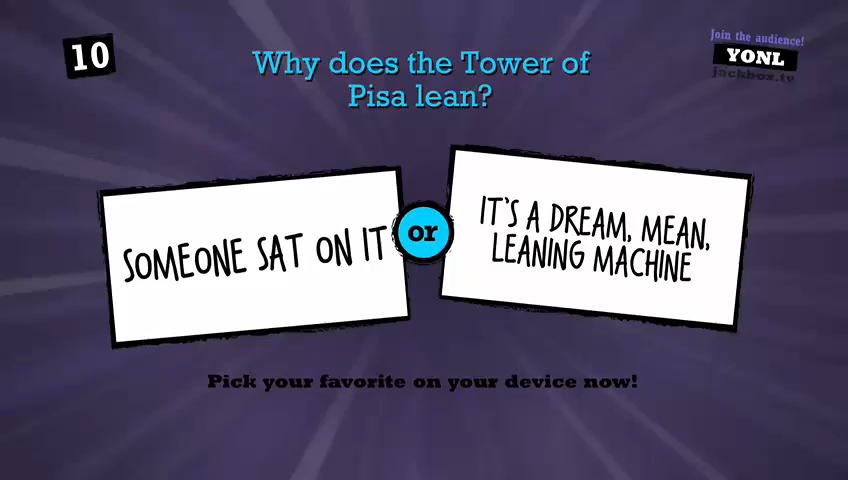 10
Join the audience!
YONL
jackbox.tv
Why does the Tower of
Pisa lean?
SOMEONE SAT ON IT
or
IT'S A DREAM, MEAN,
LEANING MACHINE
Pick your favorite on your device now!